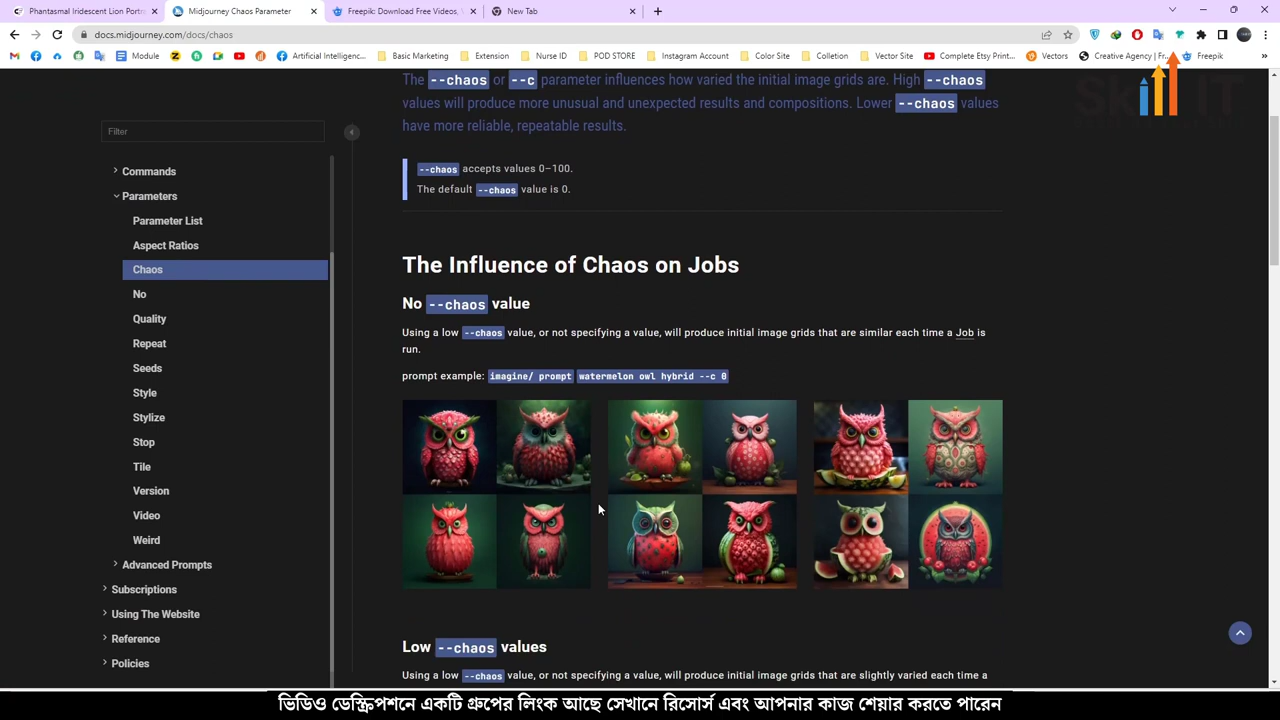 Phantasmal Iridescent Lion Portra
Midjourney Chaos Parameter
Freepik: Download Free Videos, V
New Tab
docs.midjourney.com/docs/chaos
Module
Artificial Intelligenc...
Basic Marketing
Extension
Nurse ID
POD STORE
Instagram Account
Color Site
Colletion
Vector Site
Complete Etsy Print...
Vectors
Creative Agency | Fr...
Freepik
Skill IT
The --chaos or --c parameter influences how varied the initial image grids are. High --chaos
values will produce more unusual and unexpected results and compositions. Lower --chaos values
have more reliable, repeatable results.
--chaos accepts values 0–100.
The default --chaos value is 0.
Filter
Commands
Parameters
Parameter List
Aspect Ratios
Chaos
No
Quality
Repeat
Seeds
Style
Stylize
Stop
Tile
Version
Video
Weird
Advanced Prompts
Subscriptions
Using The Website
Reference
Policies
The Influence of Chaos on Jobs
No --chaos value
Using a low --chaos value, or not specifying a value, will produce initial image grids that are similar each time a Job is
run.
prompt example: imagine/ prompt watermelon owl hybrid --c 0
Low --chaos values
Using a low --chaos value, or not specifying a value, will produce initial image grids that are slightly varied each time a
ভিডিও ডেস্ক্রিপশনে একটি গ্রুপের লিংক আছে সেখানে রিসোর্স এবং আপনার কাজ শেয়ার করতে পারেন